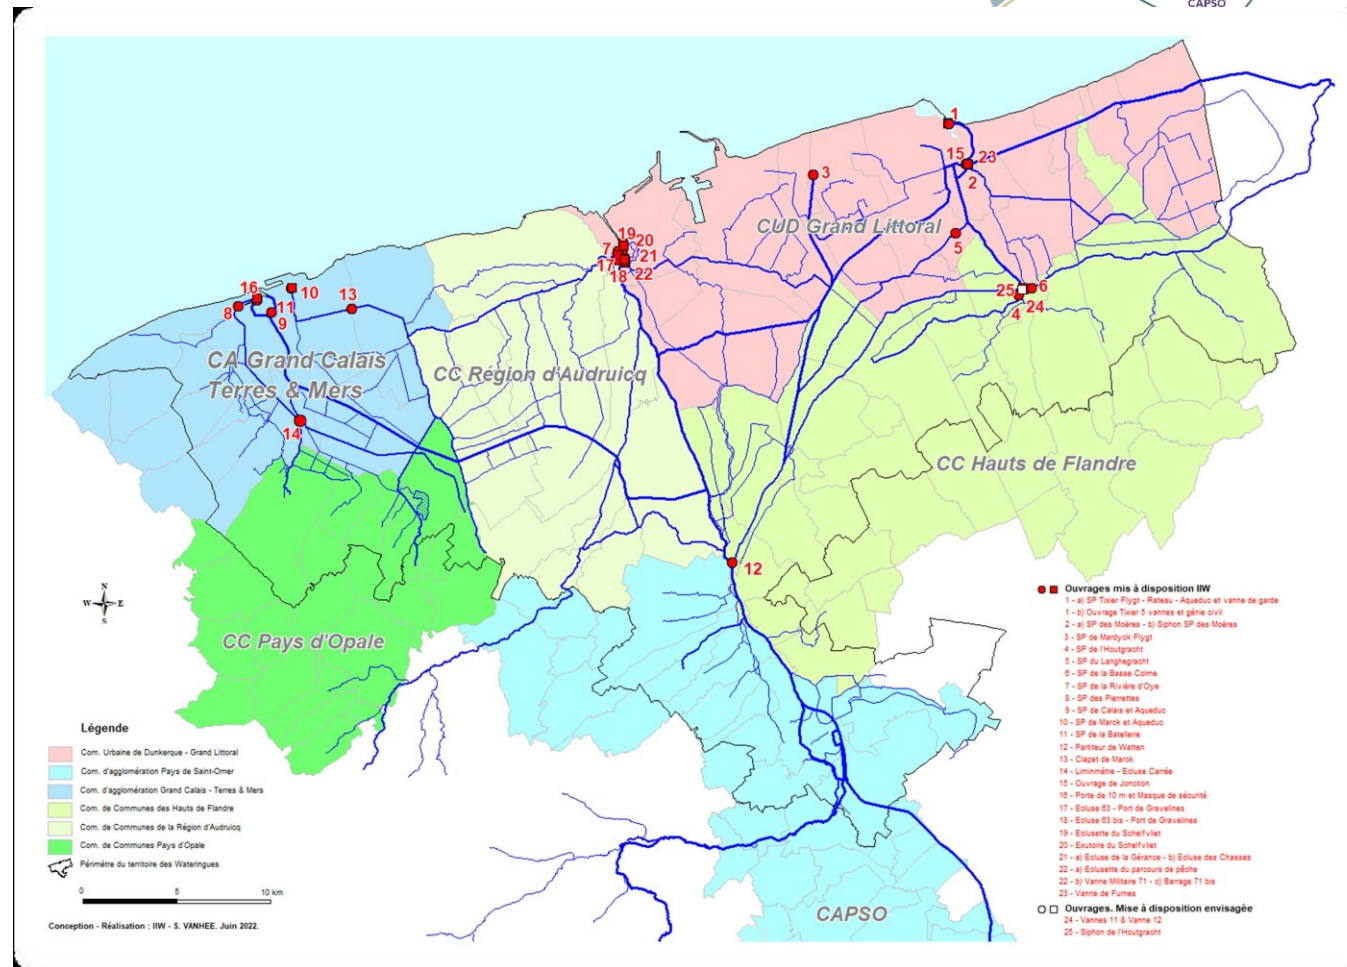 CAPSO
1
15
23
2
3
CUD Grand Littoral
5
19
7
20
21
17
18
22
16
10
13
8
11
9
25
6
4
24
CA Grand Calais
Terres & Mers
CC Région d'Audruicq
14
CC Hauts de Flandre
12
N
W
E
S
CC Pays d'Opale
CAPSO
Légende
Com. Urbaine de Dunkerque - Grand Littoral
Com. d'agglomération Pays de Saint-Omer
Com. d'agglomération Grand Calais - Terres & Mers
Com. de Communes des Hauts de Flandre
Com. de Communes de la Région d'Audruicq
Com. de Communes Pays d'Opale
Périmètre du territoire des Wateringues
0 5 10 km
Conception - Réalisation : IIW - S. VANHEE. Juin 2022.
Ouvrages mis à disposition IIW
1 - a) SP Tixier Flygt - Rateau - Aqueduc et vanne de garde
1 - b) Ouvrage Tixier 5 vannes et génie civil
2 - a) SP des Moëres - b) Siphon SP des Moëres
3 - SP de Mardyck Flygt
4 - SP de l'Houtgracht
5 - SP du Langhegracht
6 - SP de la Basse Colme
7 - SP de la Rivière d'Oye
8 - SP des Pierrettes
9 - SP de Calais et Aqueduc
10 - SP de Marck et Aqueduc
11 - SP de la Batellerie
12 - Partiteur de Watten
13 - Clapet de Marck
14 - Limnimètre - Ecluse Carrée
15 - Ouvrage de Jonction
16 - Porte de 10 m et Masque de sécurité
17 - Ecluse 63 - Port de Gravelines
18 - Ecluse 63 bis - Port de Gravelines
19 - Eclusette du Schelfvliet
20 - Exutoire du Schelfvliet
21 - a) Ecluse de la Gérance - b) Ecluse des Chasses
22 - a) Eclusette du parcours de pêche
22 - b) Vanne Militaire 71 - c) Barrage 71 bis
23 - Vanne de Furnes
Ouvrages. Mise à disposition envisagée
24 - Vannes 11 & Vanne 12
25 - Siphon de l'Houtgracht